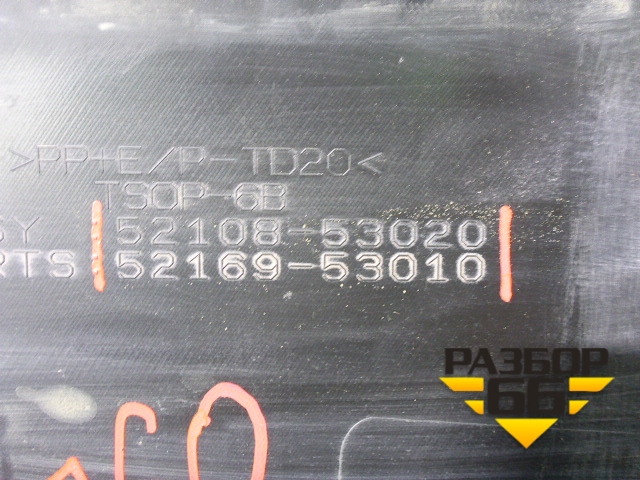 >PP+E/P-TD20<
TSOP-6B
SY 52108-53020
RTS 52169-53010
РАЗБОР
66